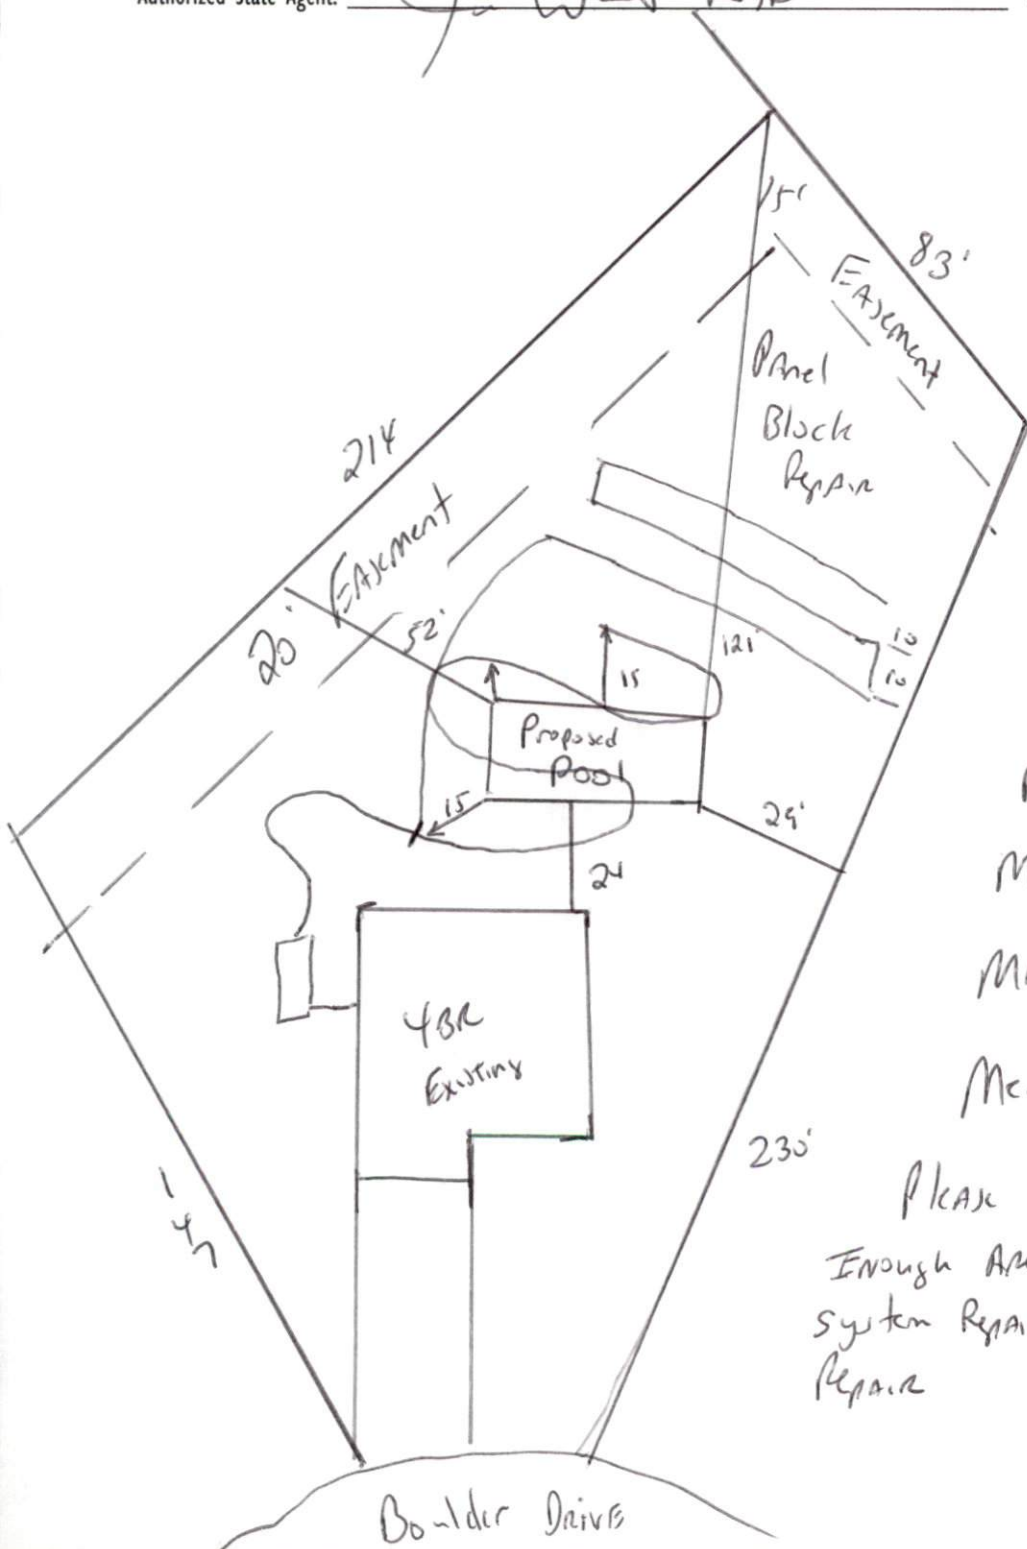 Authorized State Agent:
83'
15'
Easement
Panel
Block
Repair
214
Easement
20'
52'
121'
10
10
15
Proposed
Pool
15
29'
24
4BR
Existing
230'
147
Please
Enough
System
Repair
Boulder Drive